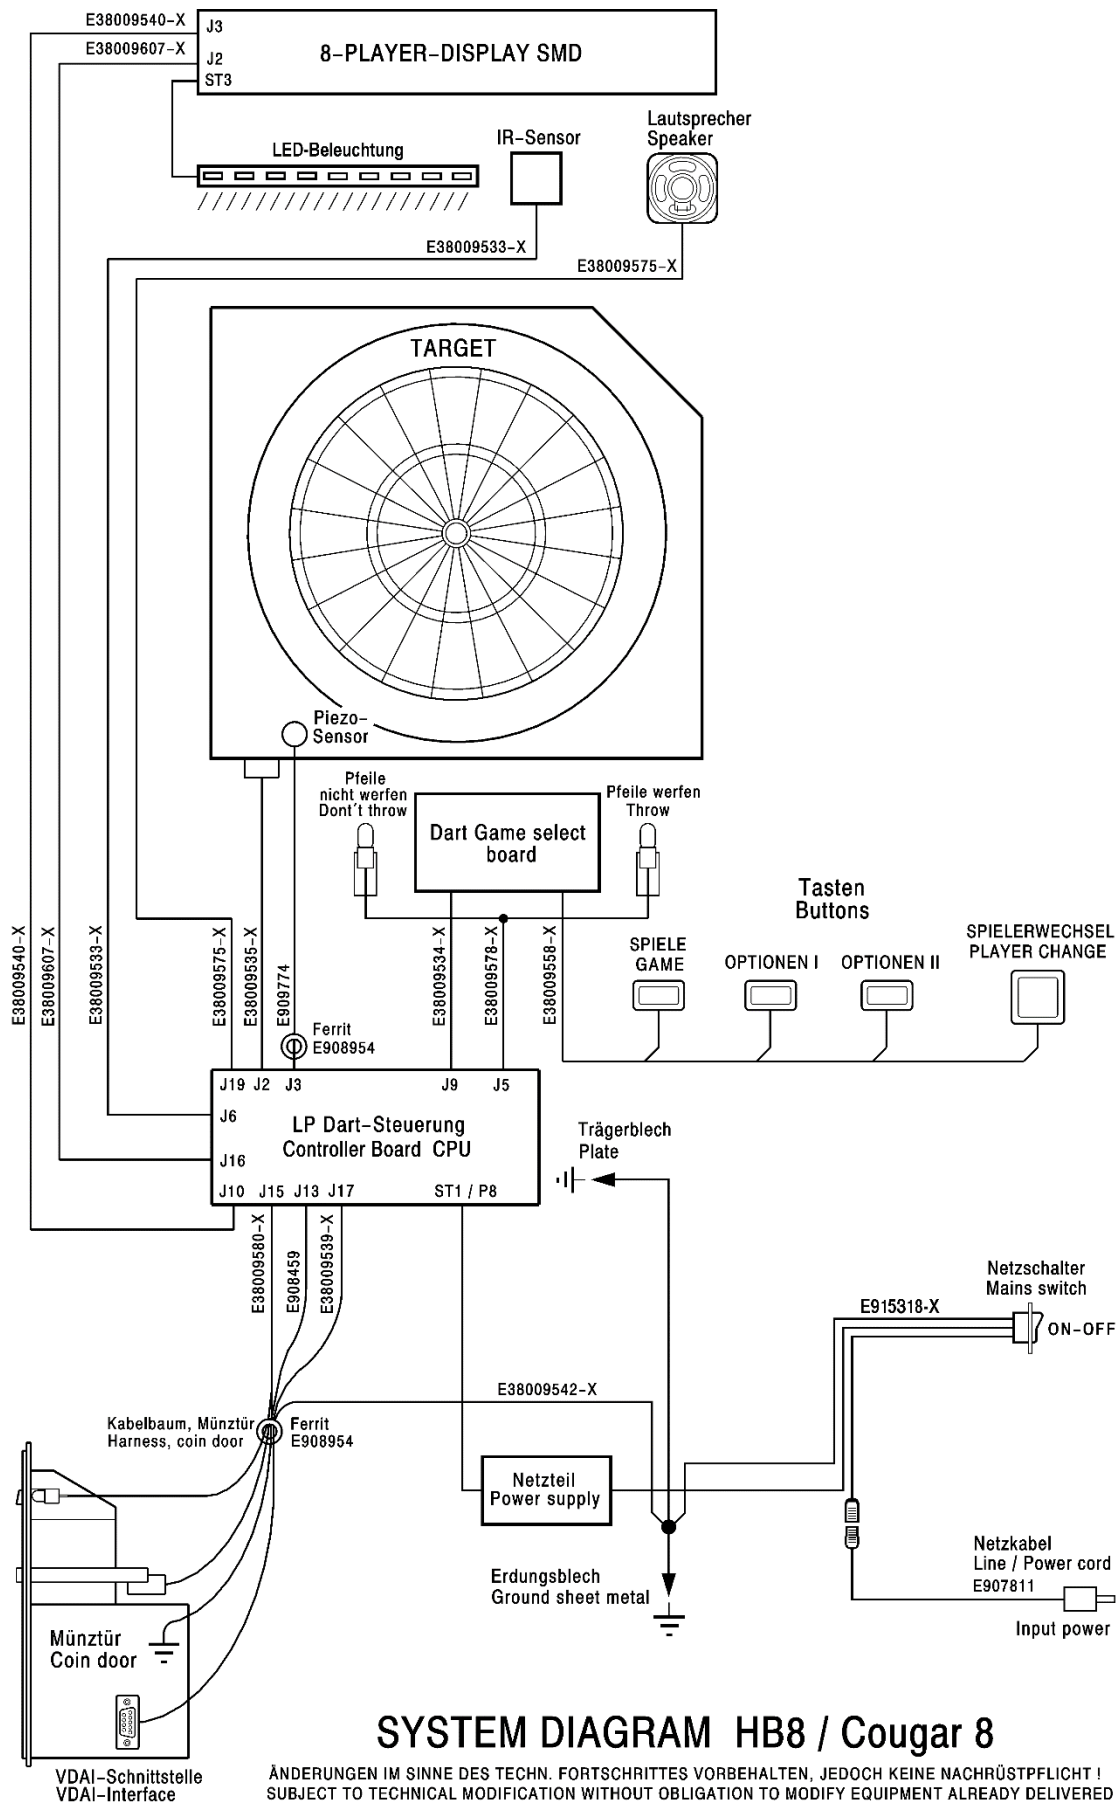 E38009540-X
J3
8-PLAYER-DISPLAY SMD
E38009607-X
J2
ST3
Lautsprecher
Speaker
IR-Sensor
LED-Beleuchtung
E38009533-X
E38009575-X
TARGET
Piezo-
Sensor
Pfeile
nicht werfen
Dont´t throw
Pfeile werfen
Throw
Dart Game select
board
Tasten
Buttons
SPIELE
GAME
OPTIONEN I
OPTIONEN II
SPIELERWECHSEL
PLAYER CHANGE
E38009540-X
E38009607-X
E38009533-X
E38009575-X
E38009535-X
E909774
E38009534-X
E38009578-X
E38009558-X
Ferrit
E908954
J19 J2 J3 J9 J5
J6
LP Dart-Steuerung
Controller Board CPU
J16
J10 J15 J13 J17 ST1 / P8
Trägerblech
Plate
E38009580-X
E908459
E38009539-X
Netzschalter
Mains switch
E915318-X
ON-OFF
E38009542-X
Kabelbaum, Münztür
Harness, coin door
Ferrit
E908954
Netzteil
Power supply
Netzkabel
Line / Power cord
E907811
Input power
Erdungsblech
Ground sheet metal
Münztür
Coin door
VDAI-Schnittstelle
VDAI-Interface
SYSTEM DIAGRAM HB8 / Cougar 8
ÄNDERUNGEN IM SINNE DES TECHN. FORTSCHRITTES VORBEHALTEN, JEDOCH KEINE NACHRÜSTPFLICHT !
SUBJECT TO TECHNICAL MODIFICATION WITHOUT OBLIGATION TO MODIFY EQUIPMENT ALREADY DELIVERED